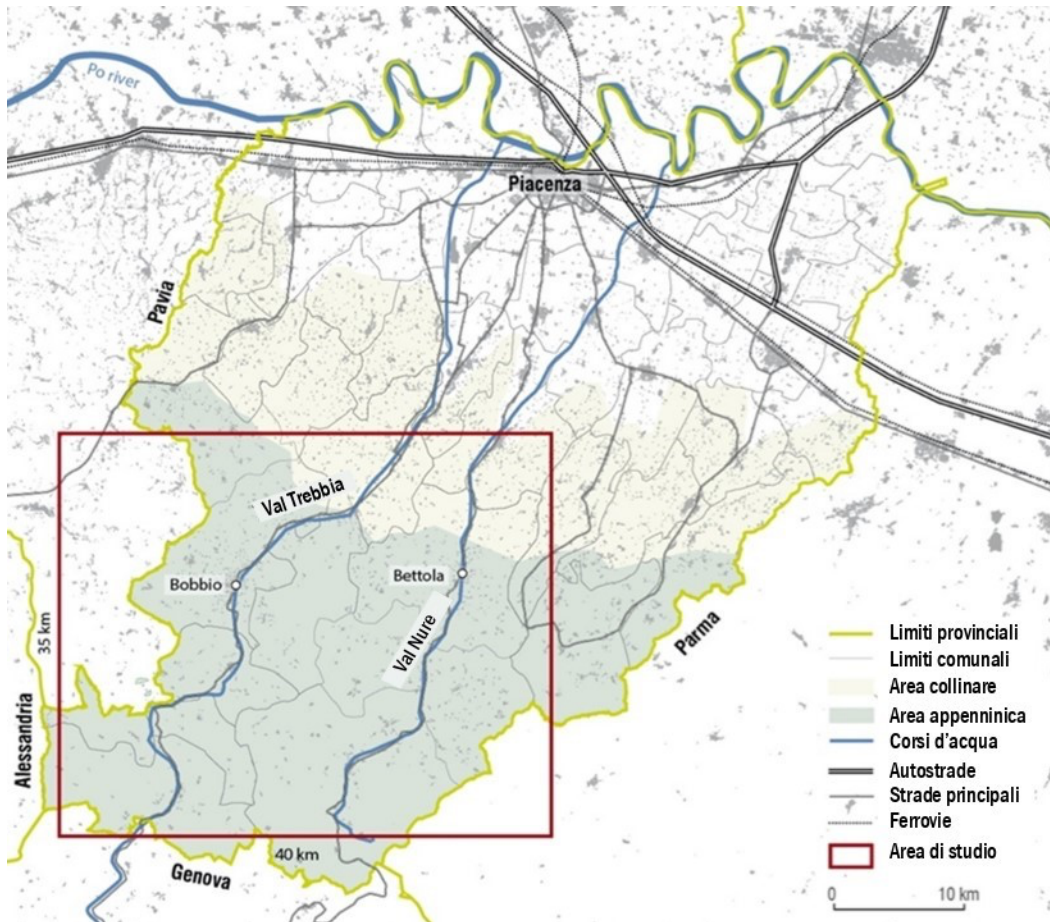 Po river
Piacenza
Pavia
Val Trebbia
Bobbio
Bettola
Val Nure
35 km
Parma
Alessandria
40 km
Genova
Limiti provinciali
Limiti comunali
Area collinare
Area appenninica
Corsi d'acqua
Autostrade
Strade principali
Ferrovie
Area di studio
0 10 km